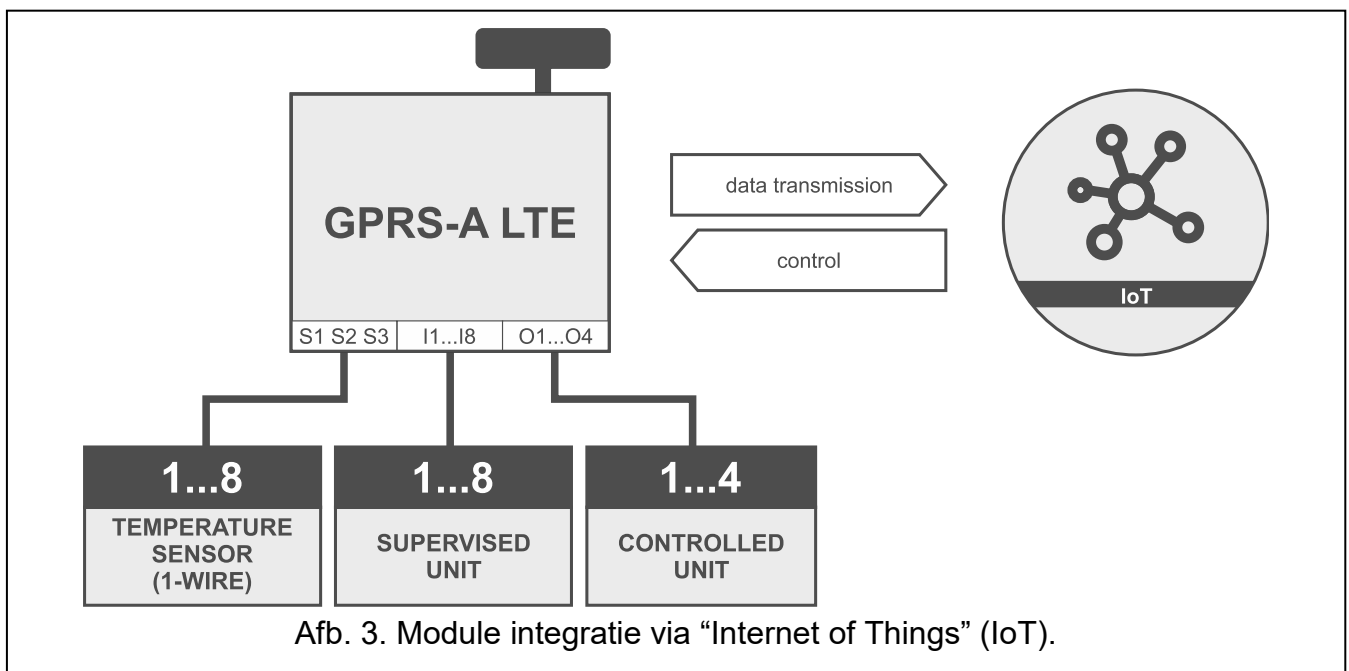 GPRS-A LTE
data transmission
control
IoT
S1 S2 S3 I1...I8 O1...O4
1...8
TEMPERATURE
SENSOR
(1-WIRE)
1...8
SUPERVISED
UNIT
1...4
CONTROLLED
UNIT
Afb. 3. Module integratie via “Internet of Things” (IoT).